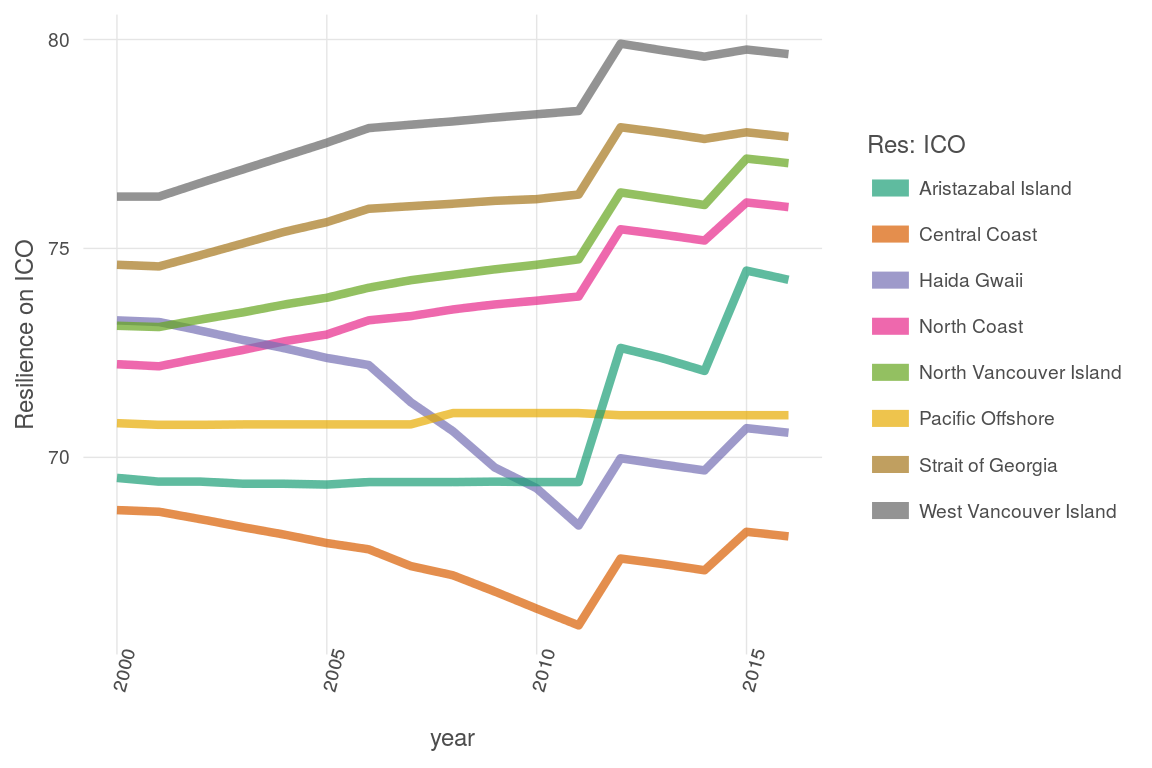 80
75
70
Resilience on ICO
2000
2005
2010
2015
year
Res: ICO
Aristazabal Island
Central Coast
Haida Gwaii
North Coast
North Vancouver Island
Pacific Offshore
Strait of Georgia
West Vancouver Island